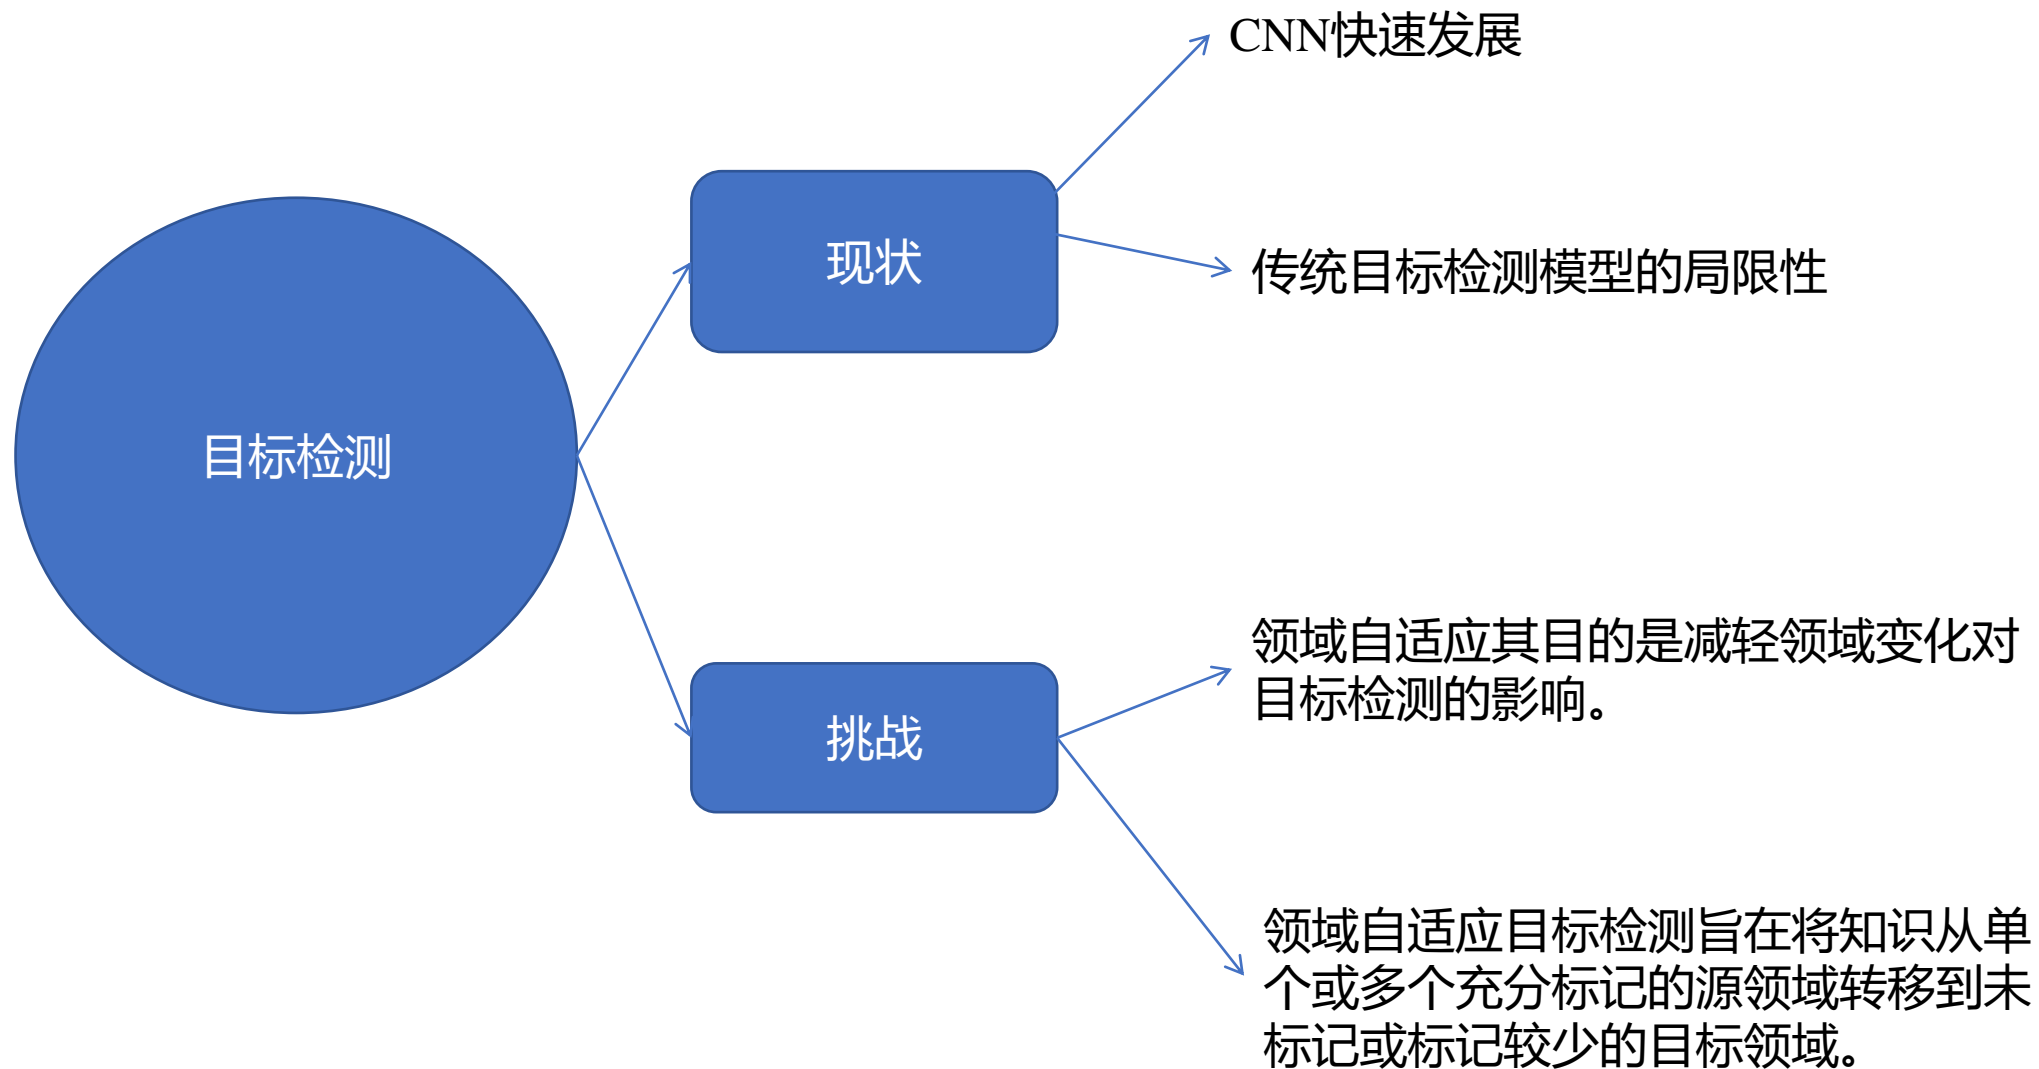 CNN快速发展
现状
传统目标检测模型的局限性
目标检测
领域自适应其目的是减轻领域变化对
目标检测的影响。
挑战
领域自适应目标检测旨在将知识从单
个或多个充分标记的源领域转移到未
标记或标记较少的目标领域。